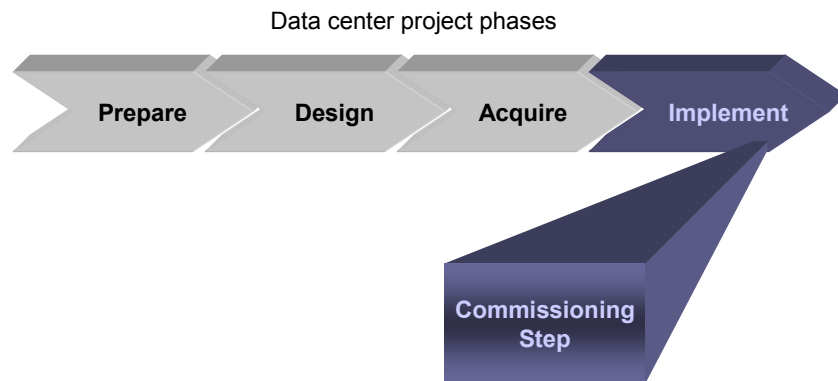 Data center project phases
Prepare
Design
Acquire
Implement
Commissioning
Step